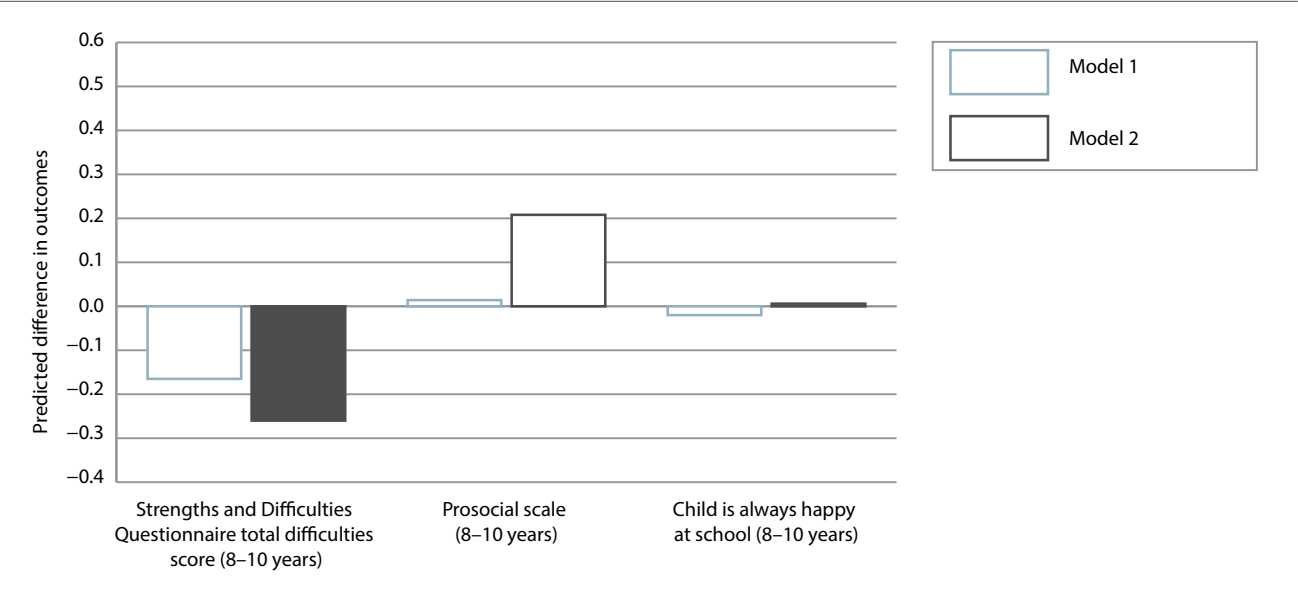 0.6
0.5
0.4
0.3
0.2
0.1
0.0
−0.1
−0.2
−0.3
−0.4
Predicted difference in outcomes
Strengths and Difficulties
Questionnaire total difficulties
score (8–10 years)
Prosocial scale
(8–10 years)
Child is always happy
at school (8–10 years)
Model 1
Model 2